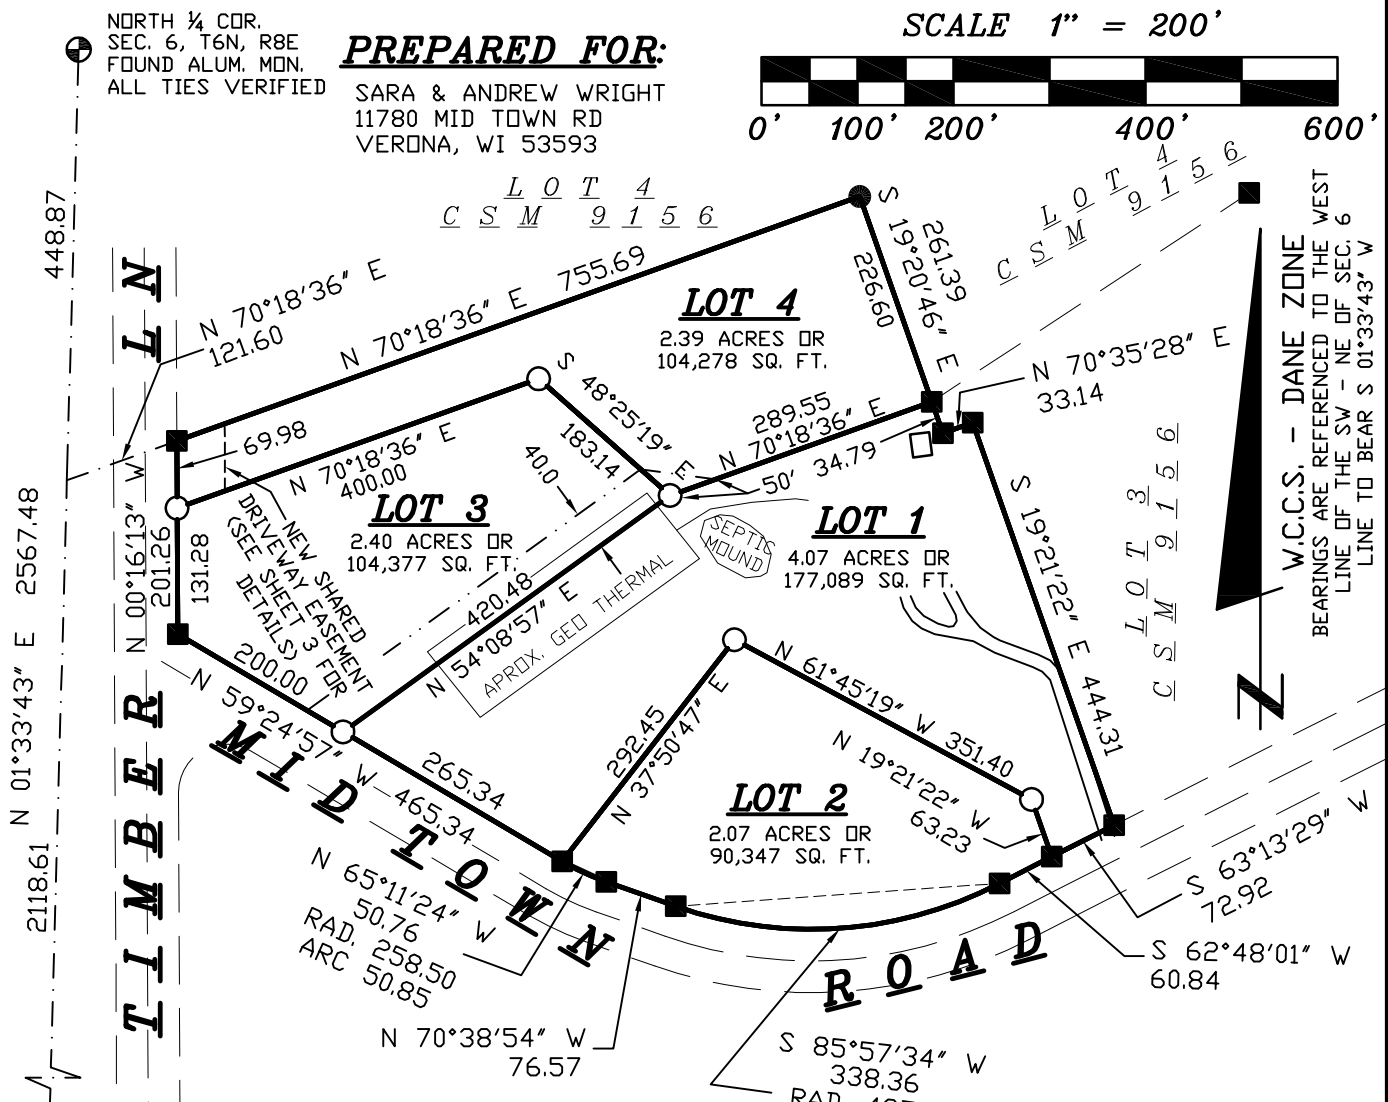 NORTH ¼ COR.
SEC. 6, T6N, R8E
FOUND ALUM. MON.
ALL TIES VERIFIED
PREPARED FOR:
SARA & ANDREW WRIGHT
11780 MID TOWN RD
VERONA, WI 53593
SCALE 1" = 200'
0' 100' 200' 400' 600'
LOT 4
CSM 9156
LOT 4
CSM 9156
448.87
N 70°18'36" E
121.60
N 70°18'36" E 755.69
S 19°20'46" E
261.39
226.60
LOT 4
2.39 ACRES OR
104,278 SQ. FT.
N 70°35'28" E
33.14
W.C.C.S. - DANE ZONE
BEARINGS ARE REFERENCED TO THE WEST
LINE OF THE SW - NE OF SEC. 6
LINE TO BEAR S 01°33'43" W
N
69.98
N 70°18'36" E
400.00
S 48°25'19" E
183.14
40.0
289.55
N 70°18'36" E
50' 34.79
LOT 3
2.40 ACRES OR
104,377 SQ. FT.
NEW SHARED
DRIVEWAY EASEMENT
(SEE SHEET 3 FOR
DETAILS)
SEPTIC
MOUND
LOT 1
4.07 ACRES OR
177,089 SQ. FT.
S 19°21'22" E 444.31
LOT 3
CSM 9156
N 01°33'43" E 2567.48
2118.61
N 00°16'13" W
201.26
131.28
TIMBER LN
420.48
N 54°08'57" E
APROX. GEO THERMAL
200.00
N 59°24'57" W 465.34
265.34
292.45
N 37°50'47" E
N 61°45'19" W 351.40
N 19°21'22" W
63.23
LOT 2
2.07 ACRES OR
90,347 SQ. FT.
MID TOWN ROAD
N 65°11'24" W
50.76
RAD. 258.50
ARC 50.85
N 70°38'54" W
76.57
S 63°13'29" W
72.92
S 62°48'01" W
60.84
S 85°57'34" W
338.36
RAD.